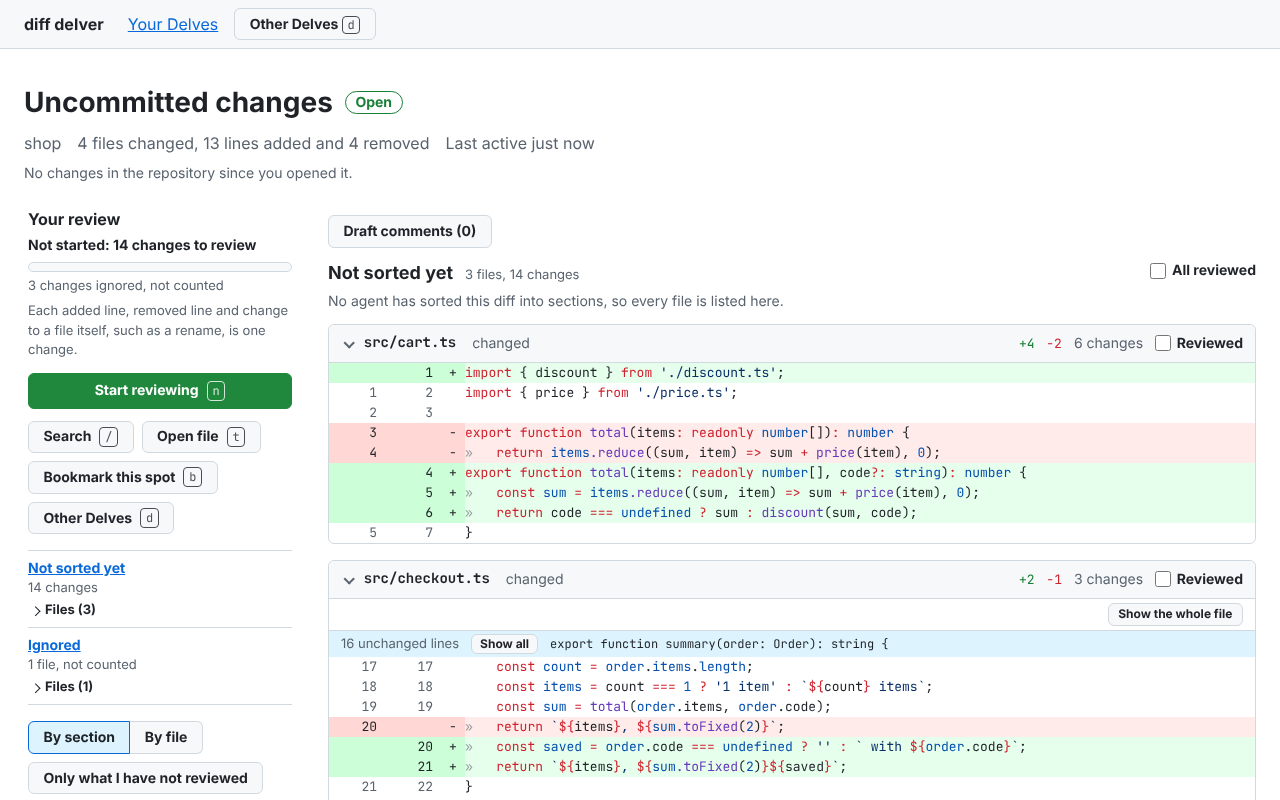 diff delver Your Delves Other Delves d
Uncommitted changes Open
shop 4 files changed, 13 lines added and 4 removed Last active just now
No changes in the repository since you opened it.
Your review
Not started: 14 changes to review
3 changes ignored, not counted
Each added line, removed line and change
to a file itself, such as a rename, is one
change.
Start reviewing n
Search / Open file t
Bookmark this spot b
Other Delves d
Not sorted yet
14 changes
Files (3)
Ignored
1 file, not counted
Files (1)
By section By file
Only what I have not reviewed
Draft comments (0)
Not sorted yet 3 files, 14 changes All reviewed
No agent has sorted this diff into sections, so every file is listed here.
src/cart.ts changed +4 -2 6 changes Reviewed
1 + import { discount } from './discount.ts';
1 2 import { price } from './price.ts';
2 3
3 - export function total(items: readonly number[]): number {
4 - » return items.reduce((sum, item) => sum + price(item), 0);
4 + export function total(items: readonly number[], code?: string): number {
5 + » const sum = items.reduce((sum, item) => sum + price(item), 0);
6 + » return code === undefined ? sum : discount(sum, code);
5 7 }
src/checkout.ts changed +2 -1 3 changes Reviewed
Show the whole file
16 unchanged lines Show all export function summary(order: Order): string {
17 17 const count = order.items.length;
18 18 const items = count === 1 ? '1 item' : `${count} items`;
19 19 const sum = total(order.items, order.code);
20 - » return `${items}, ${sum.toFixed(2)}`;
20 + » const saved = order.code === undefined ? '' : ` with ${order.code}`;
21 + » return `${items}, ${sum.toFixed(2)}${saved}`;
21 22 }